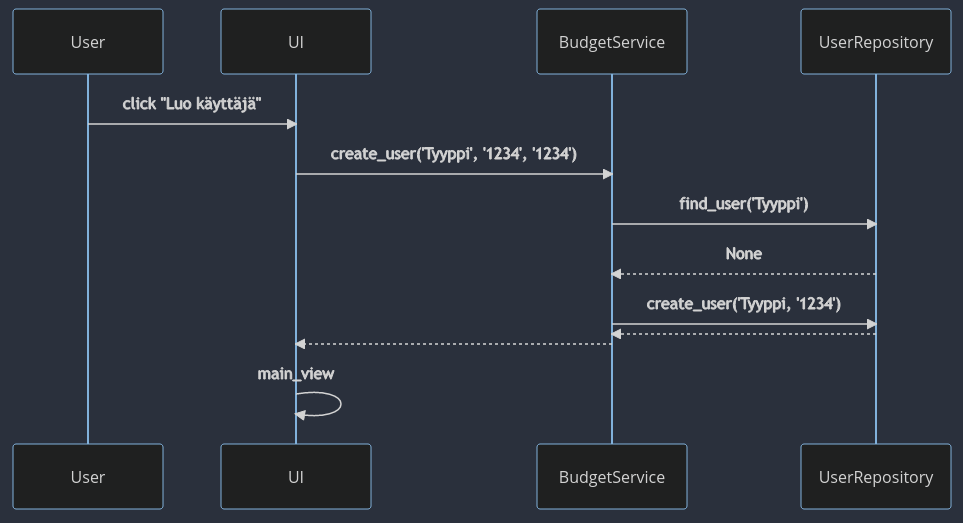 User UI BudgetService UserRepository
click "Luo käyttäjä"
create_user('Tyyppi', '1234', '1234')
find_user('Tyyppi')
None
create_user('Tyyppi, '1234')
main_view
User UI BudgetService UserRepository